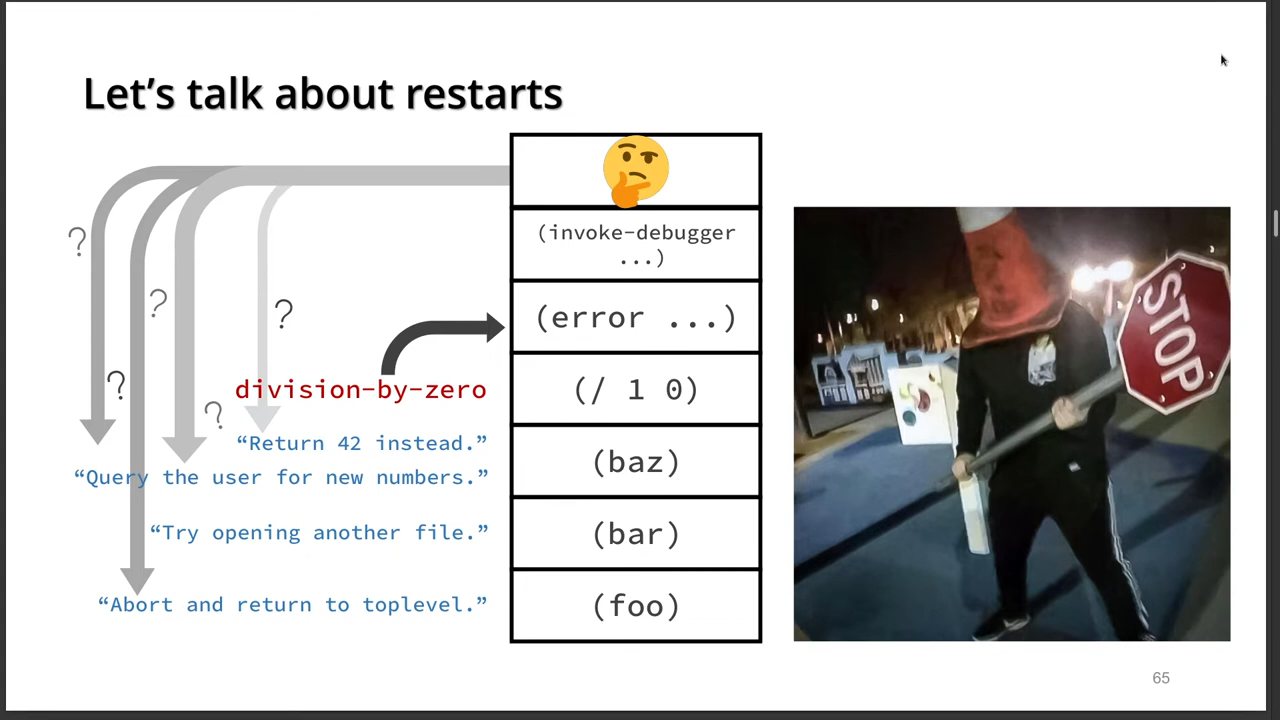 Let’s talk about restarts
?
?
?
?
?
(invoke-debugger
...)
(error ...)
division-by-zero
(/ 1 0)
“Return 42 instead.”
(baz)
“Query the user for new numbers.”
“Try opening another file.”
(bar)
“Abort and return to toplevel.”
(foo)
STOP
65